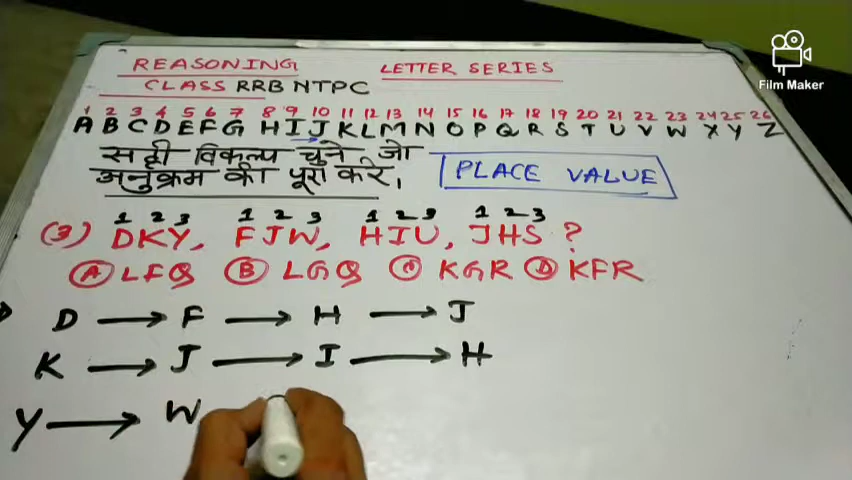 REASONING LETTER SERIES
Film Maker
CLASS RRB NTPC
1 2 3 4 5 6 7 8 9 10 11 12 13 14 15 16 17 18 19 20 21 22 23 24 25 26
A B C D E F G H I J K L M N O P Q R S T U V W X Y Z
सही विकल्प चुने जो
अनुक्रम को पूरा करे।
PLACE VALUE
1 2 3 1 2 3 1 2 3 1 2 3
(3) DKY, FJW, HIU, JHS ?
(A) LFQ (B) LGQ (C) KGR (D) KFR
D → F → H → J
K → J → I → H
Y → W